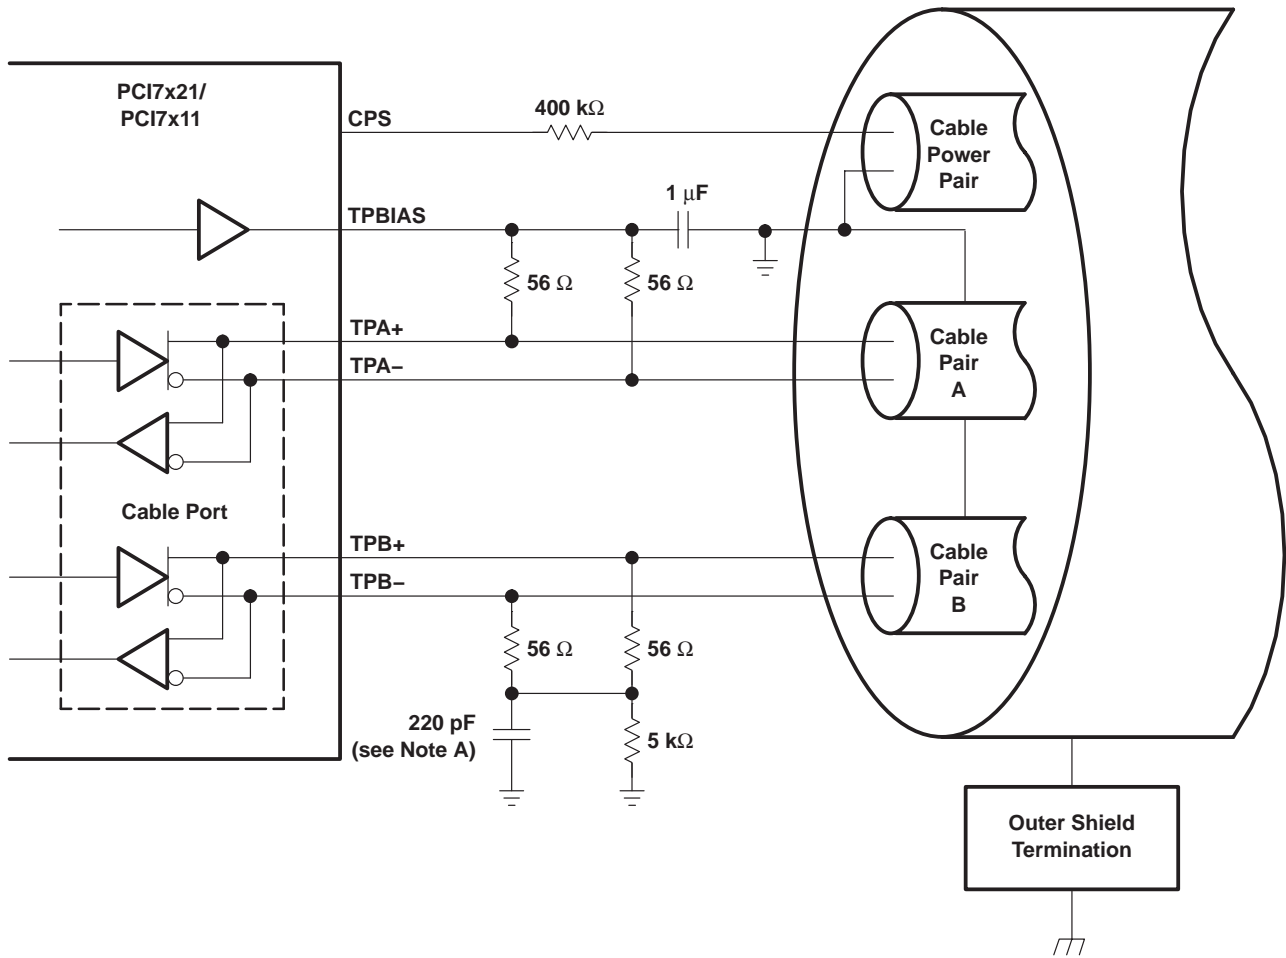 PCI7x21/
PCI7x11
CPS
400 kΩ
Cable
Power
Pair
TPBIAS
1 μF
56 Ω
56 Ω
TPA+
TPA−
Cable
Pair
A
Cable Port
TPB+
TPB−
Cable
Pair
B
56 Ω
56 Ω
220 pF
(see Note A)
5 kΩ
Outer Shield
Termination